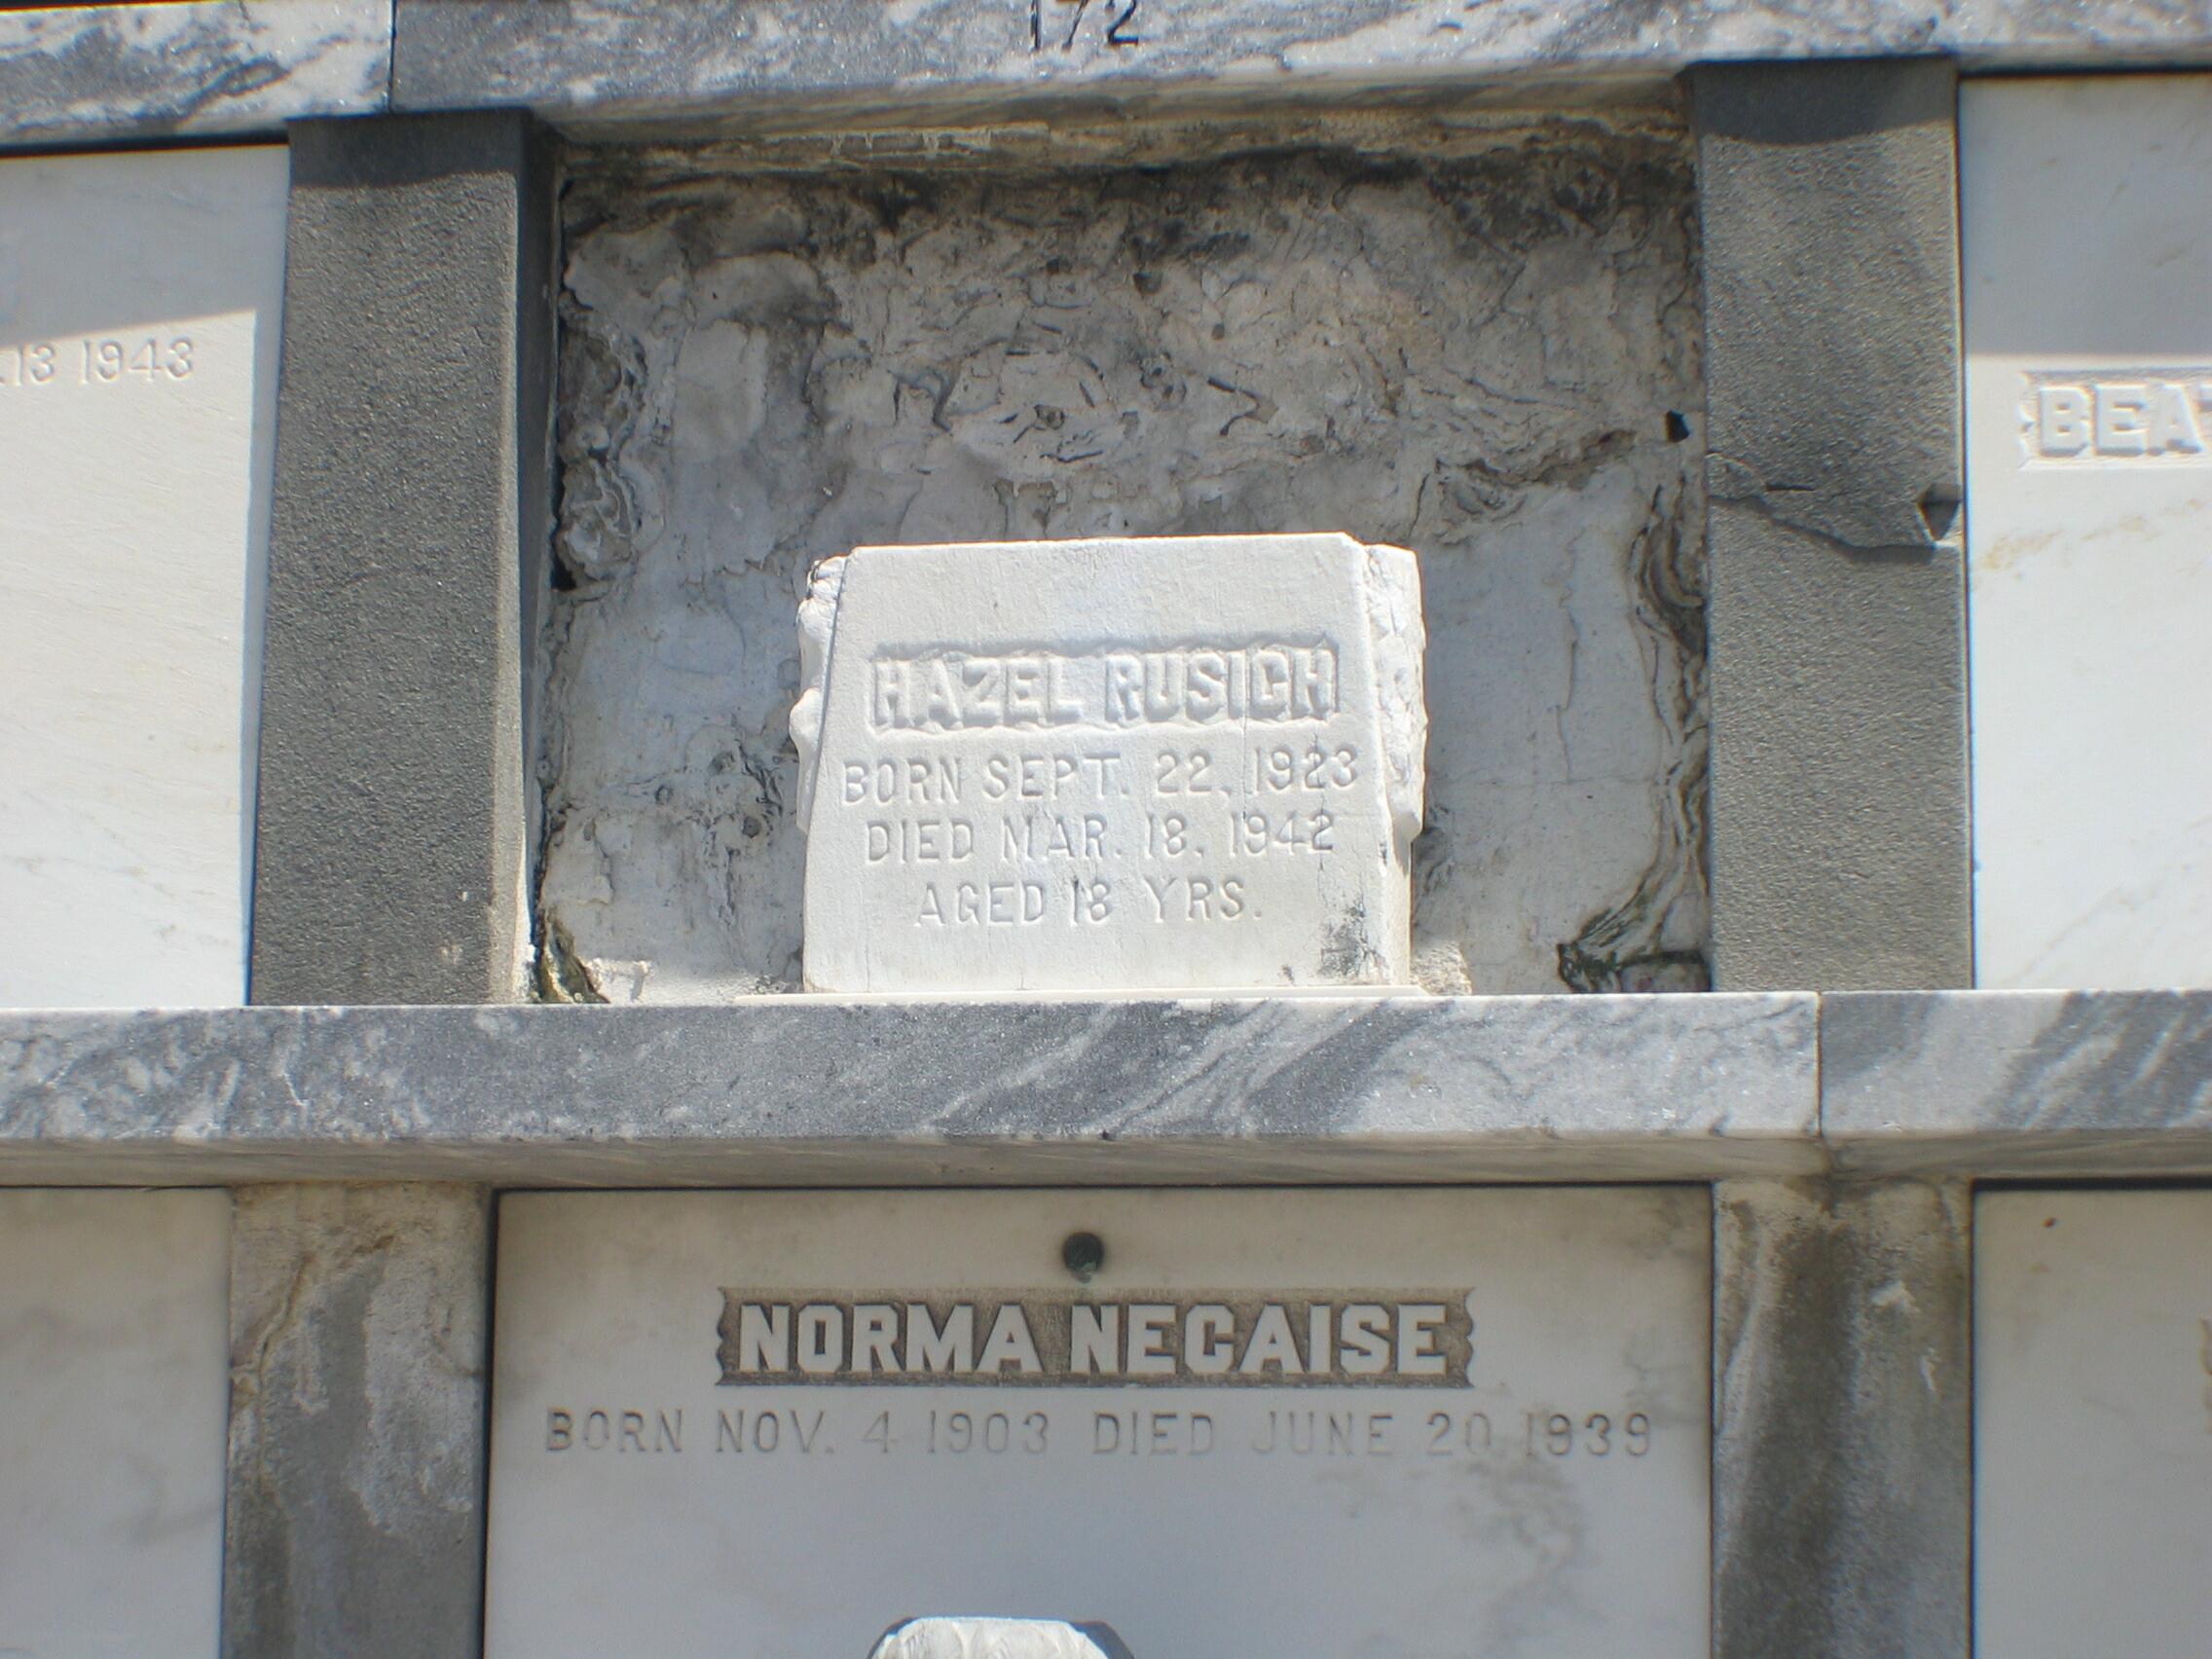 172
.13 1943
BEA
HAZEL RUSICH
BORN SEPT. 22, 1923
DIED MAR. 18, 1942
AGED 18 YRS.
NORMA NECAISE
BORN NOV. 4 1903 DIED JUNE 20, 1939